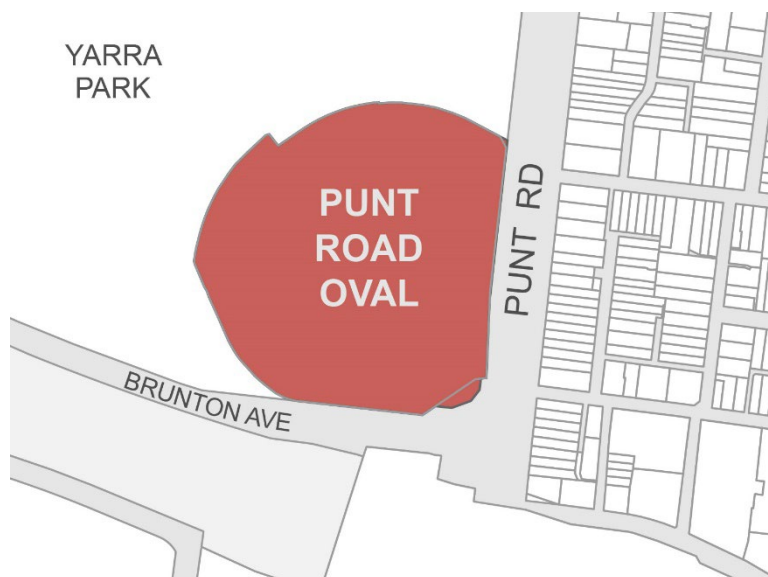 YARRA
PARK
PUNT
ROAD
OVAL
PUNT RD
BRUNTON AVE